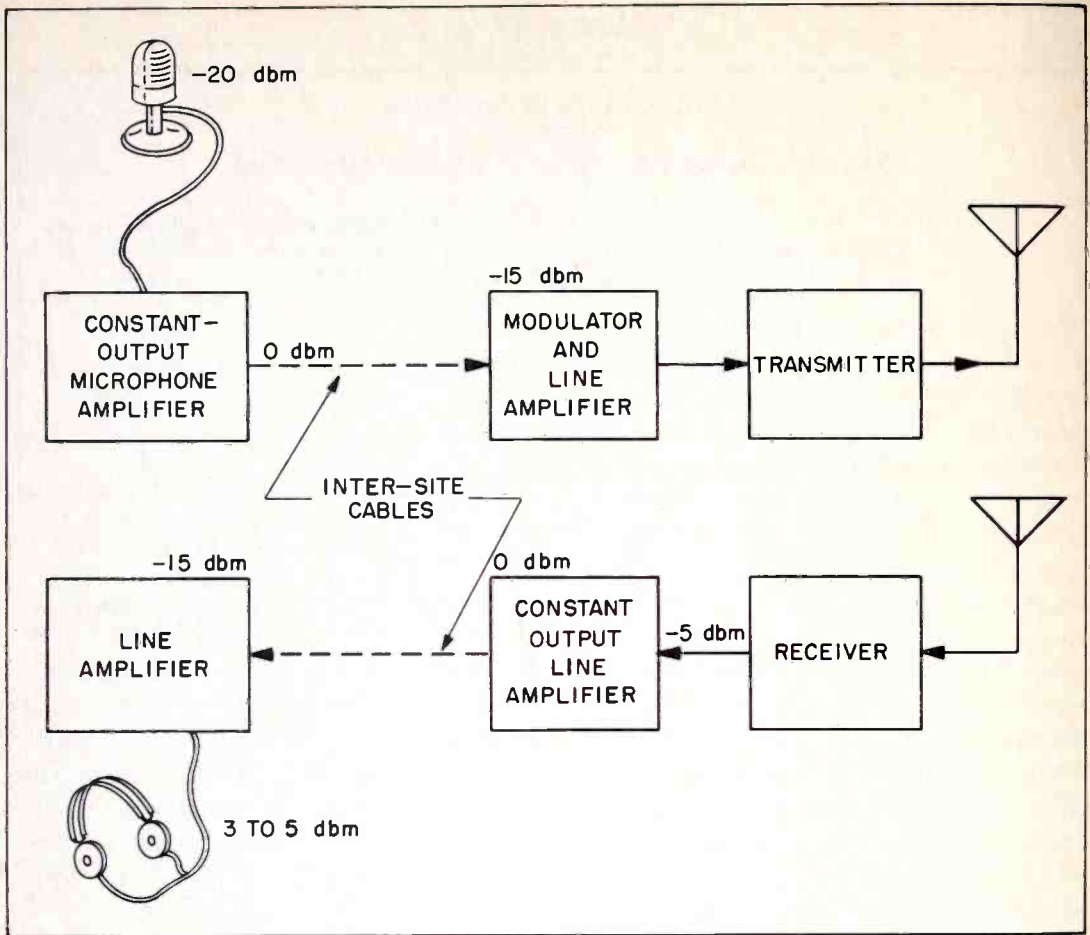 -20 dbm
CONSTANT-
OUTPUT
MICROPHONE
AMPLIFIER
0 dbm
-15 dbm
MODULATOR
AND
LINE
AMPLIFIER
TRANSMITTER
INTER-SITE
CABLES
-15 dbm
LINE
AMPLIFIER
0 dbm
CONSTANT
OUTPUT
LINE
AMPLIFIER
-5 dbm
RECEIVER
3 TO 5 dbm